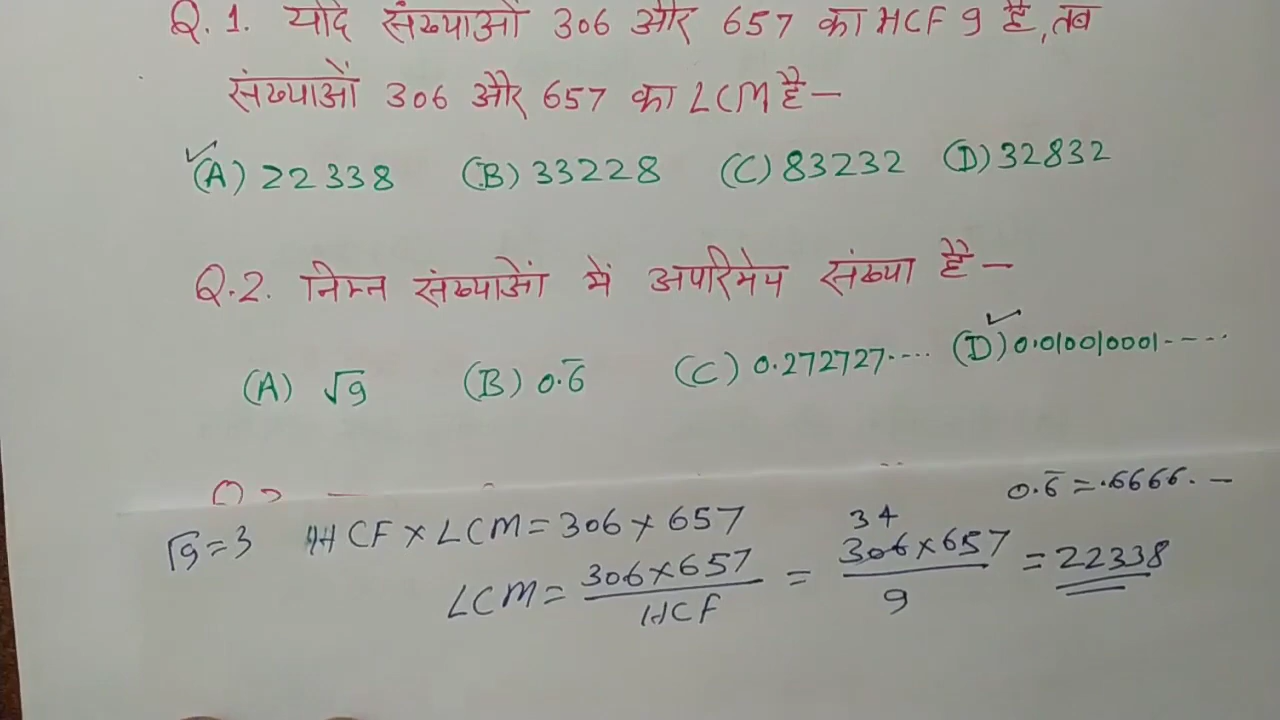 Q.1. यदि संख्याओं 306 और 657 का HCF 9 है, तब
संख्याओं 306 और 657 का LCM है –
✓(A) 22338 (B) 33228 (C) 83232 (D) 32832
Q.2. निम्न संख्याओं में अपरिमेय संख्या है –
(A) √9 (B) 0.6̅ (C) 0.272727.... ✓(D) 0.010010001-----
0.6̅ = .6666. –
√9 = 3 HCF × LCM = 306 × 657
LCM = 306×657/HCF = 34 306×657/9 = 22338